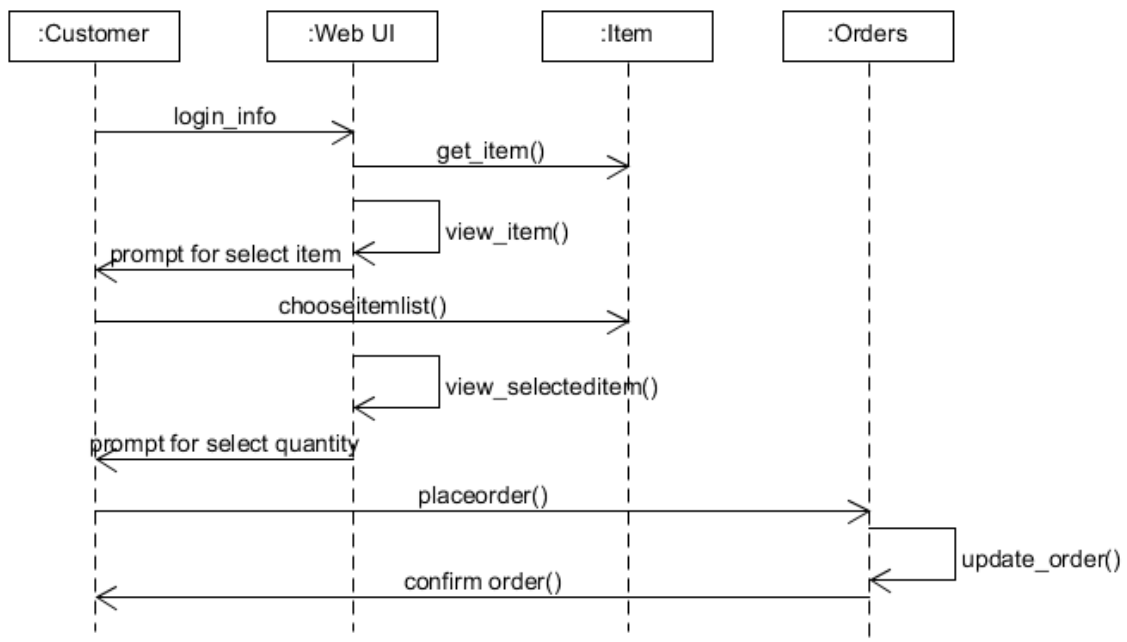 :Customer
:Web UI
:Item
:Orders
login_info
get_item()
view_item()
prompt for select item
chooseitemlist()
view_selecteditem()
prompt for select quantity
placeorder()
update_order()
confirm order()